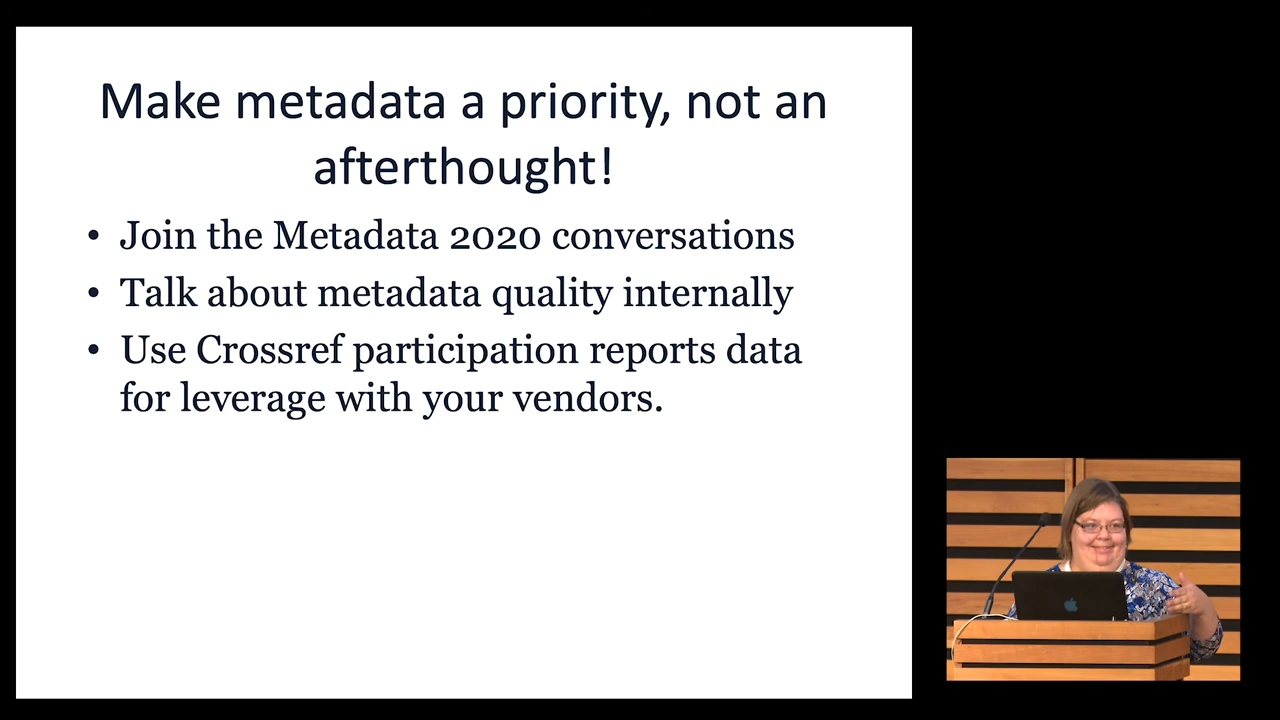 Make metadata a priority, not an
afterthought!
• Join the Metadata 2020 conversations
• Talk about metadata quality internally
• Use Crossref participation reports data
for leverage with your vendors.